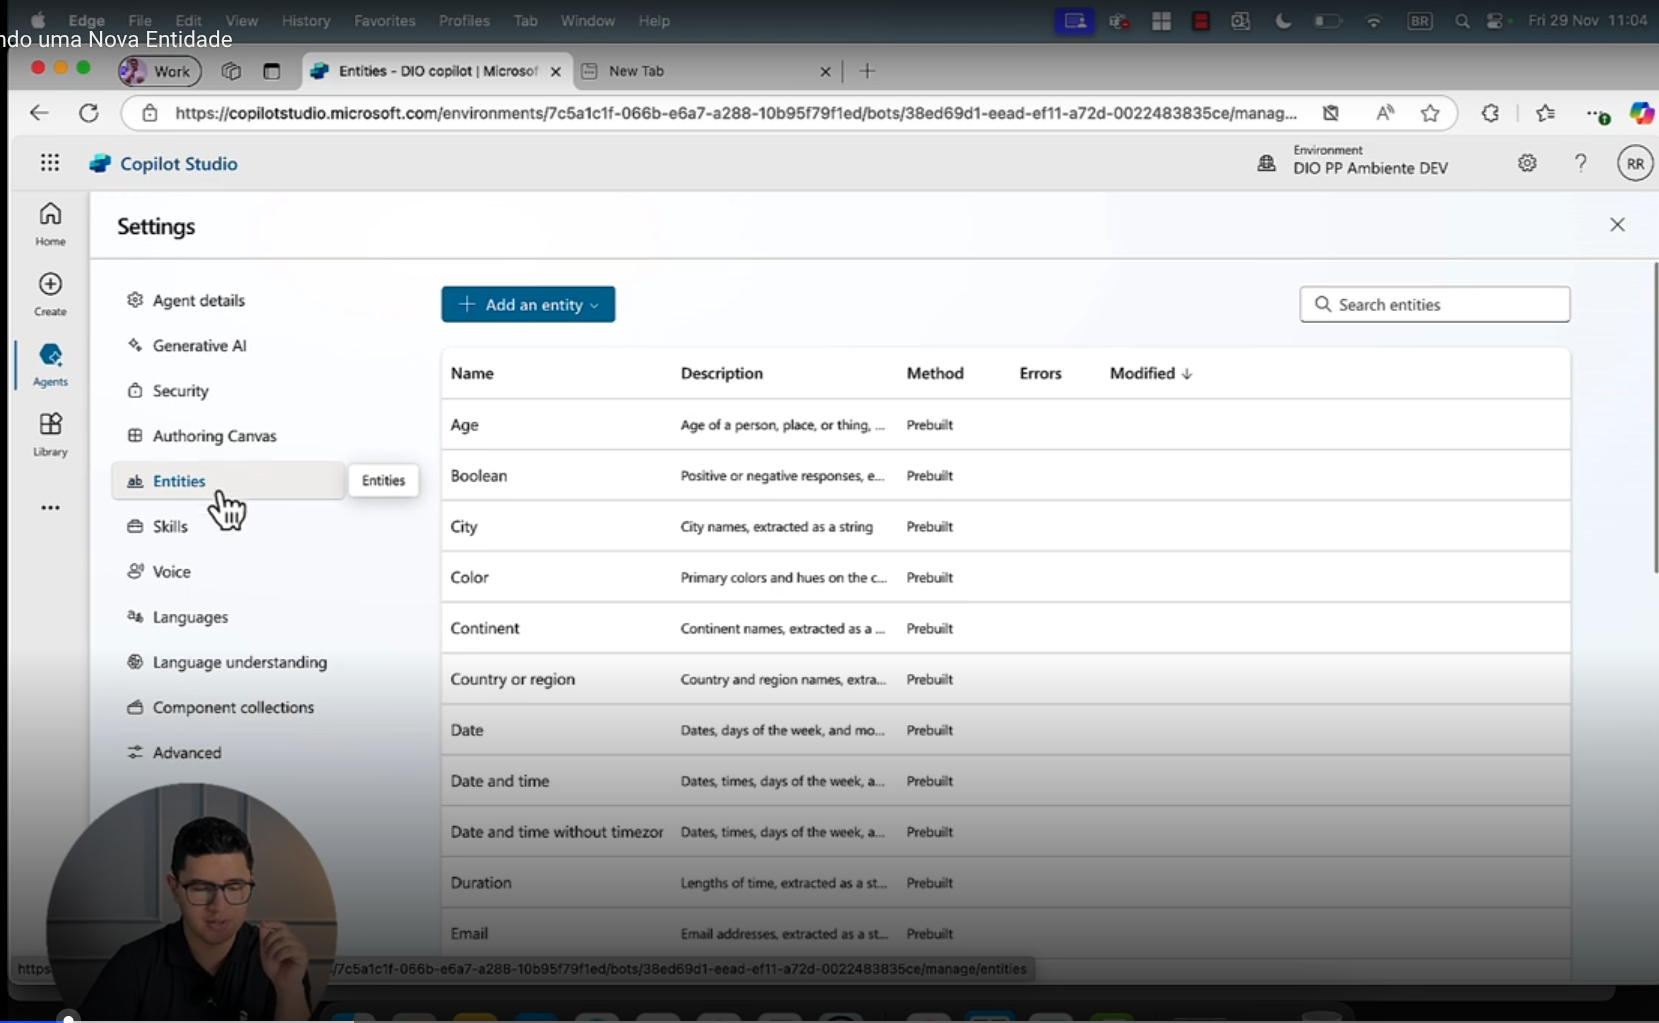 Edge File Edit View History Favorites Profiles Tab Window Help BR Fri 29 Nov 11:04
ndo uma Nova Entidade
Work Entities - DIO copilot | Microsof New Tab
https://copilotstudio.microsoft.com/environments/7c5a1c1f-066b-e6a7-a288-10b95f79f1ed/bots/38ed69d1-eead-ef11-a72d-0022483835ce/manag...
Copilot Studio
Environment
DIO PP Ambiente DEV
RR
Home
Create
Agents
Library
Settings
Agent details
Generative AI
Security
Authoring Canvas
Entities
Entities
Skills
Voice
Languages
Language understanding
Component collections
Advanced
Add an entity
Search entities
Name Description Method Errors Modified
Age Age of a person, place, or thing, ... Prebuilt
Boolean Positive or negative responses, e... Prebuilt
City City names, extracted as a string Prebuilt
Color Primary colors and hues on the c... Prebuilt
Continent Continent names, extracted as a ... Prebuilt
Country or region Country and region names, extra... Prebuilt
Date Dates, days of the week, and mo... Prebuilt
Date and time Dates, times, days of the week, a... Prebuilt
Date and time without timezor Dates, times, days of the week, a... Prebuilt
Duration Lengths of time, extracted as a st... Prebuilt
Email Email addresses, extracted as a st... Prebuilt
https /7c5a1c1f-066b-e6a7-a288-10b95f79f1ed/bots/38ed69d1-eead-ef11-a72d-0022483835ce/manage/entities